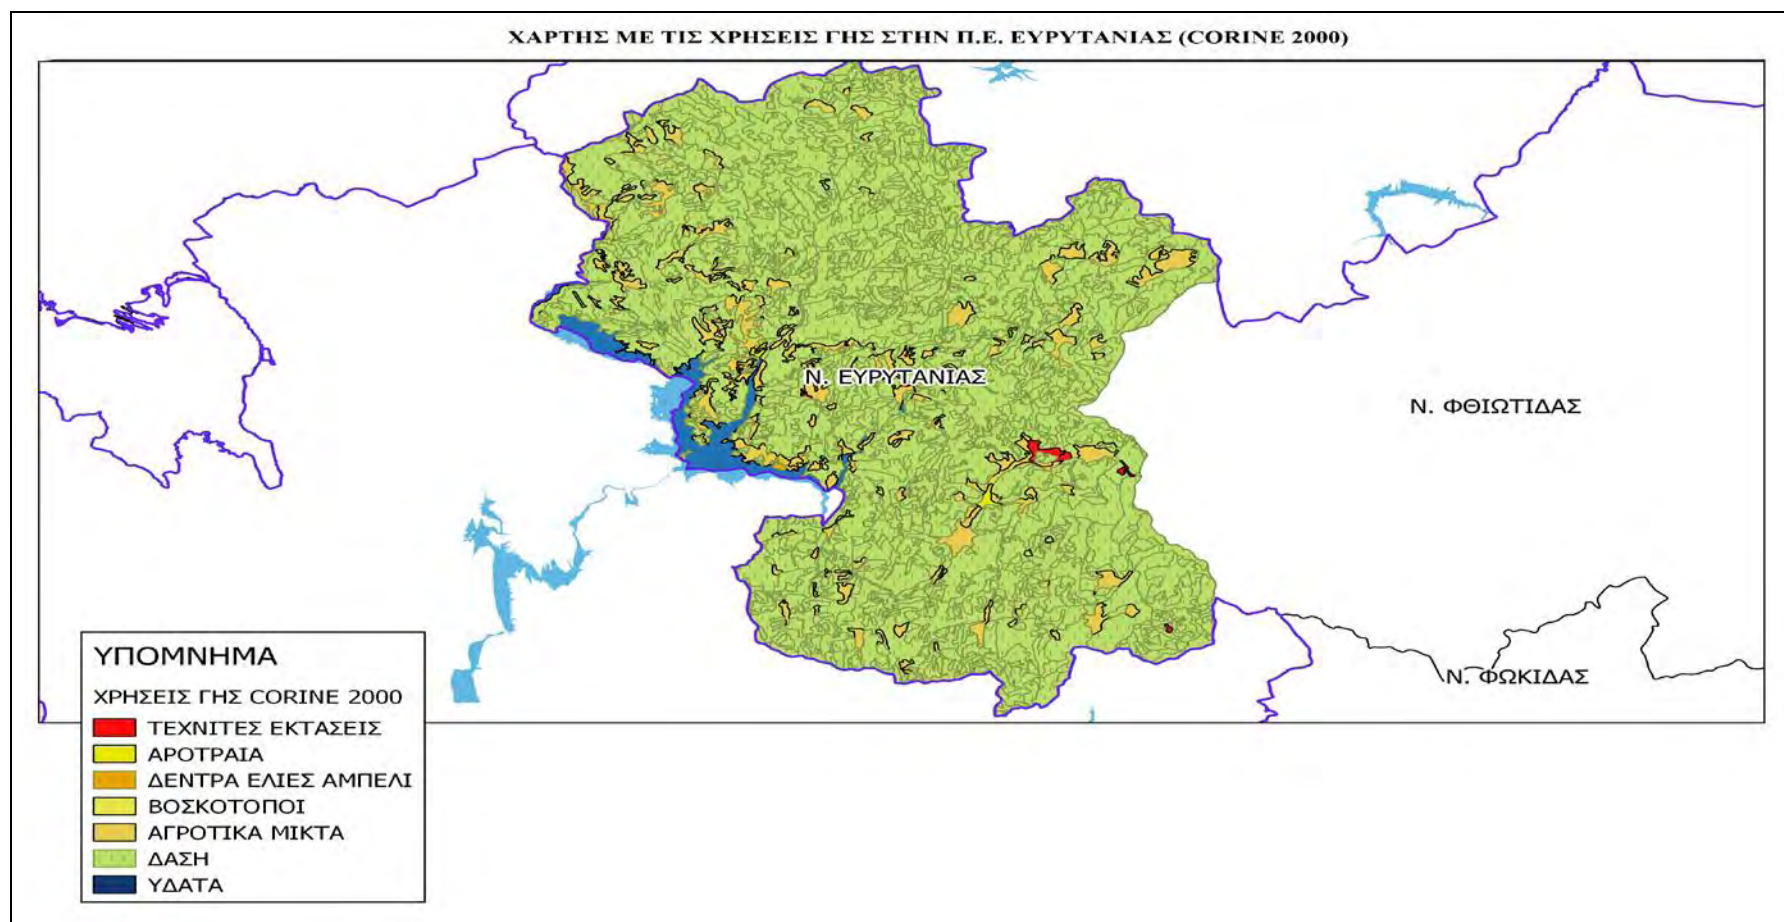 ΧΑΡΤΗΣ ΜΕ ΤΙΣ ΧΡΗΣΕΙΣ ΓΗΣ ΣΤΗΝ Π.Ε. ΕΥΡΥΤΑΝΙΑΣ (CORINE 2000)
Ν. ΕΥΡΥΤΑΝΙΑΣ
Ν. ΦΘΙΩΤΙΔΑΣ
Ν. ΦΩΚΙΔΑΣ
ΥΠΟΜΝΗΜΑ
ΧΡΗΣΕΙΣ ΓΗΣ CORINE 2000
ΤΕΧΝΙΤΕΣ ΕΚΤΑΣΕΙΣ
ΑΡΟΤΡΑΙΑ
ΔΕΝΤΡΑ ΕΛΙΕΣ ΑΜΠΕΛΙ
ΒΟΣΚΟΤΟΠΟΙ
ΑΓΡΟΤΙΚΑ ΜΙΚΤΑ
ΔΑΣΗ
ΥΔΑΤΑ